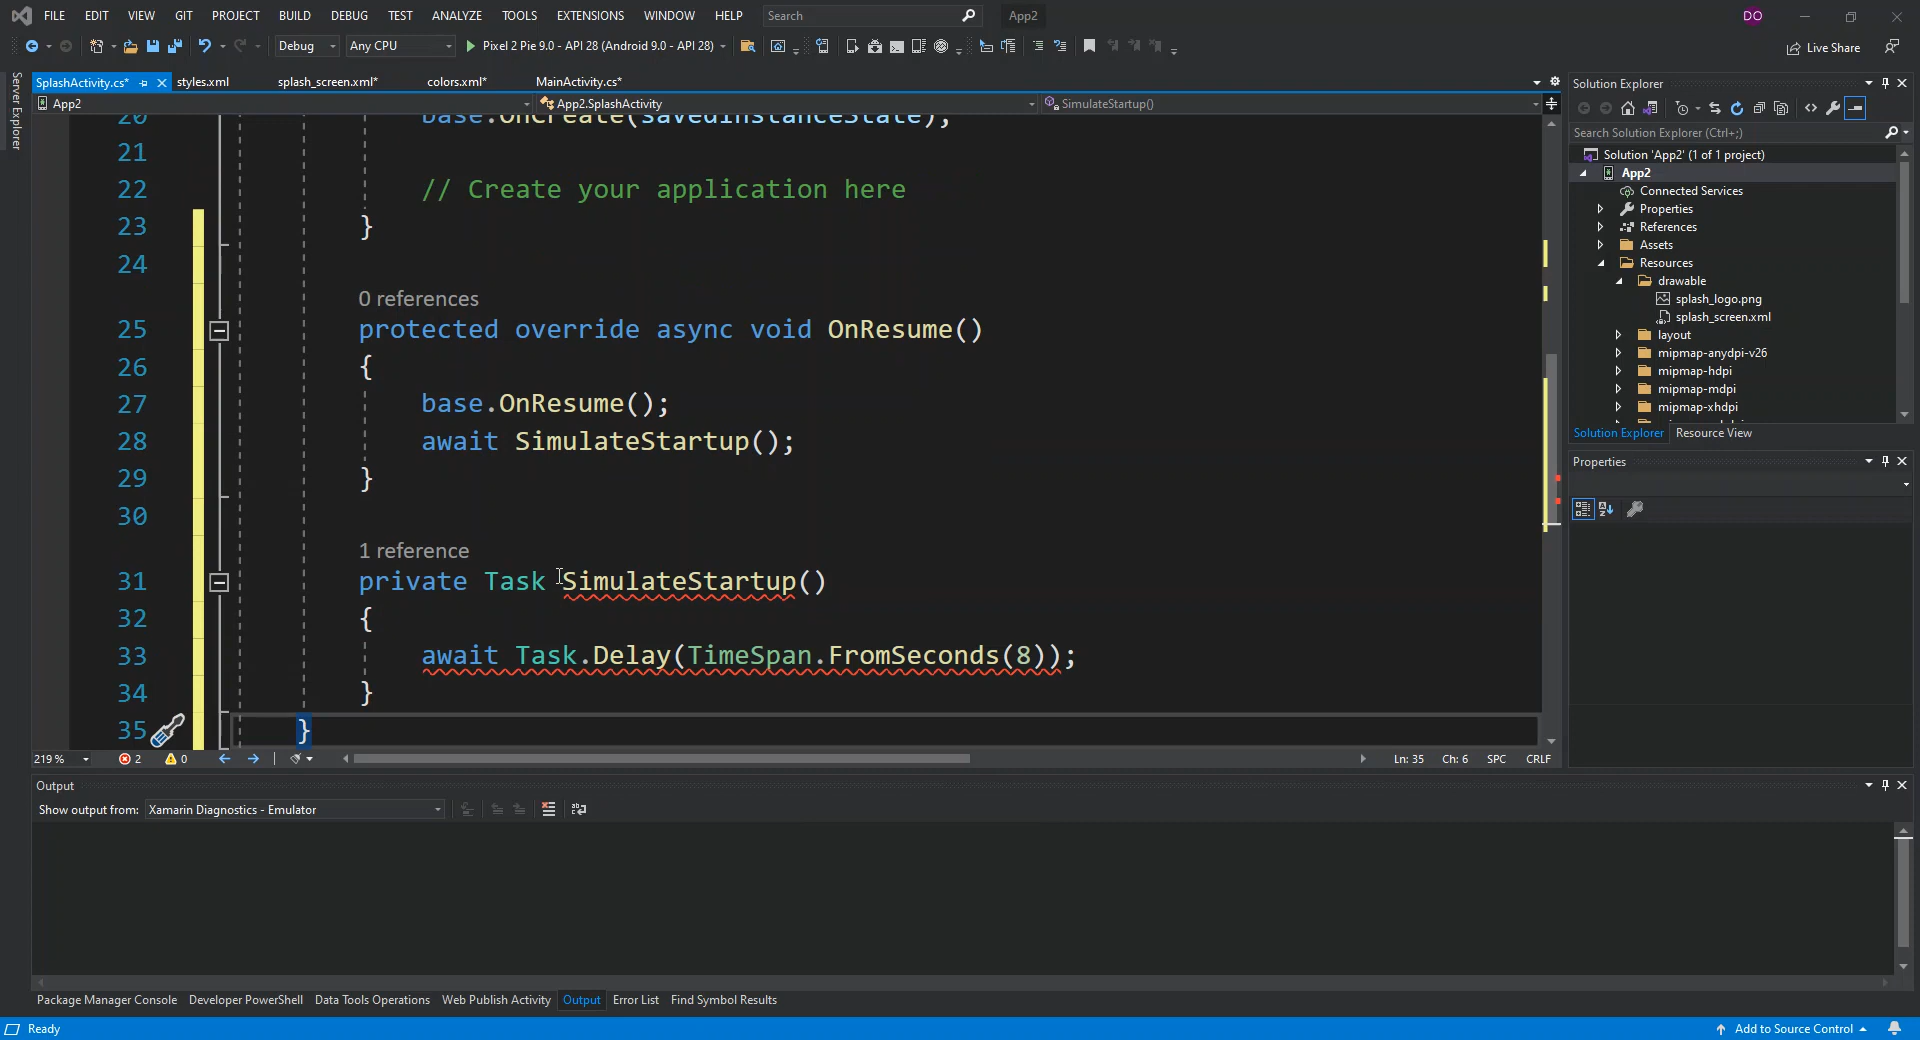 FILE EDIT VIEW GIT PROJECT BUILD DEBUG TEST ANALYZE TOOLS EXTENSIONS WINDOW HELP Search App2 DO
Debug Any CPU Pixel 2 Pie 9.0 - API 28 (Android 9.0 - API 28) Live Share
Server Explorer
SplashActivity.cs* styles.xml splash_screen.xml* colors.xml* MainActivity.cs*
App2 App2.SplashActivity SimulateStartup()
20 base.OnCreate(savedInstanceState);
21
22 // Create your application here
23 }
24
0 references
25 protected override async void OnResume()
26 {
27 base.OnResume();
28 await SimulateStartup();
29 }
30
1 reference
31 private Task SimulateStartup()
32 {
33 await Task.Delay(TimeSpan.FromSeconds(8));
34 }
35 }
219 % 2 0 Ln: 35 Ch: 6 SPC CRLF
Solution Explorer
Search Solution Explorer (Ctrl+;)
Solution 'App2' (1 of 1 project)
App2
Connected Services
Properties
References
Assets
Resources
drawable
splash_logo.png
splash_screen.xml
layout
mipmap-anydpi-v26
mipmap-hdpi
mipmap-mdpi
mipmap-xhdpi
Solution Explorer Resource View
Properties
Output
Show output from: Xamarin Diagnostics - Emulator
Package Manager Console Developer PowerShell Data Tools Operations Web Publish Activity Output Error List Find Symbol Results
Ready Add to Source Control